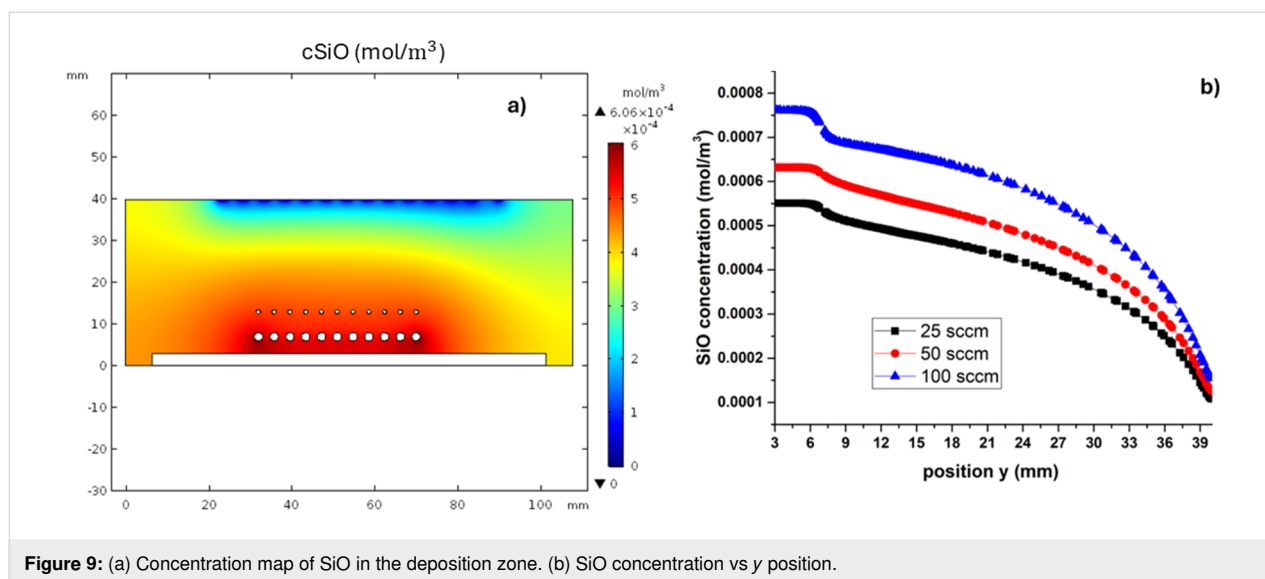 cSiO (mol/m³)
mm
60
50
40
30
20
10
0
-10
-20
-30
0
20
40
60
80
100
mm
a)
mol/m³
▲ 6.06×10⁻⁴
×10⁻⁴
6
5
4
3
2
1
0
▼ 0
b)
SiO concentration (mol/m³)
0.0008
0.0007
0.0006
0.0005
0.0004
0.0003
0.0002
0.0001
25 sccm
50 sccm
100 sccm
3 6 9 12 15 18 21 24 27 30 33 36 39
position y (mm)
Figure 9: (a) Concentration map of SiO in the deposition zone. (b) SiO concentration vs y position.